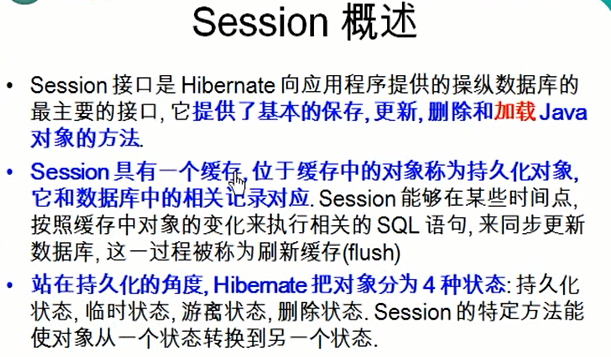 Session 概述
• Session 接口是 Hibernate 向应用程序提供的操纵数据库的
最主要的接口, 它提供了基本的保存, 更新, 删除和加载 Java
对象的方法.
• Session 具有一个缓存, 位于缓存中的对象称为持久化对象,
它和数据库中的相关记录对应. Session 能够在某些时间点,
按照缓存中对象的变化来执行相关的 SQL 语句, 来同步更新
数据库, 这一过程被称为刷新缓存(flush)
• 站在持久化的角度, Hibernate 把对象分为 4 种状态: 持久化
状态, 临时状态, 游离状态, 删除状态. Session 的特定方法能
使对象从一个状态转换到另一个状态.